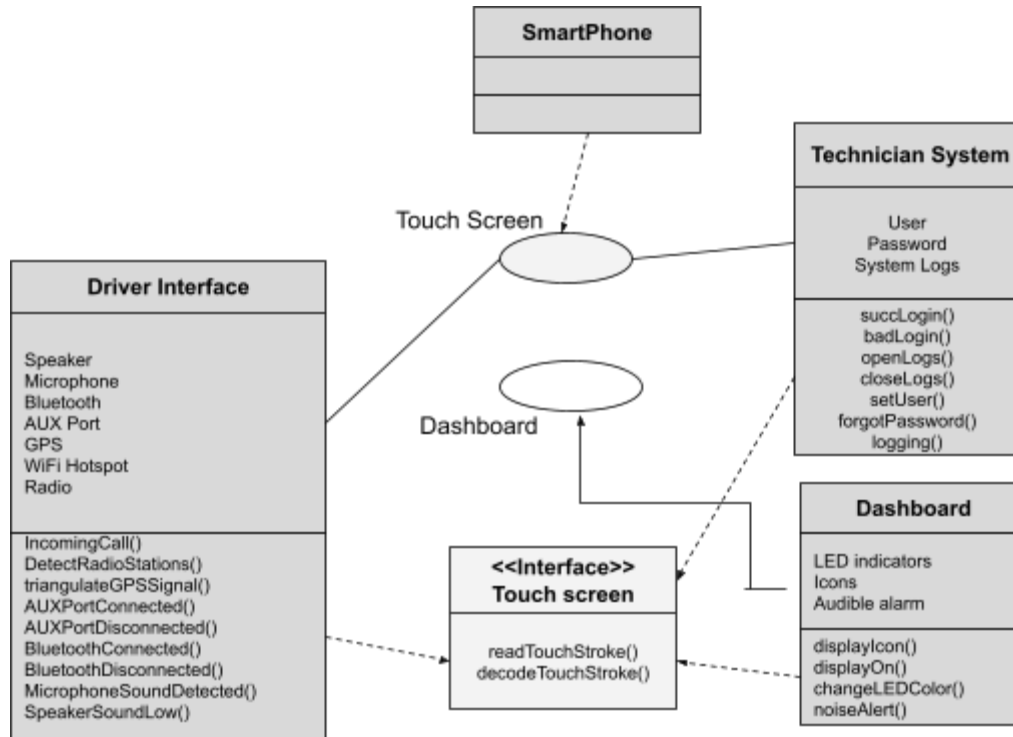 SmartPhone
Technician System
User
Password
System Logs
succLogin()
badLogin()
openLogs()
closeLogs()
setUser()
forgotPassword()
logging()
Touch Screen
Driver Interface
Speaker
Microphone
Bluetooth
AUX Port
GPS
WiFi Hotspot
Radio
IncomingCall()
DetectRadioStations()
triangulateGPSSignal()
AUXPortConnected()
AUXPortDisconnected()
BluetoothConnected()
BluetoothDisconnected()
MicrophoneSoundDetected()
SpeakerSoundLow()
Dashboard
<<Interface>>
Touch screen
readTouchStroke()
decodeTouchStroke()
Dashboard
LED indicators
Icons
Audible alarm
displayIcon()
displayOn()
changeLEDColor()
noiseAlert()